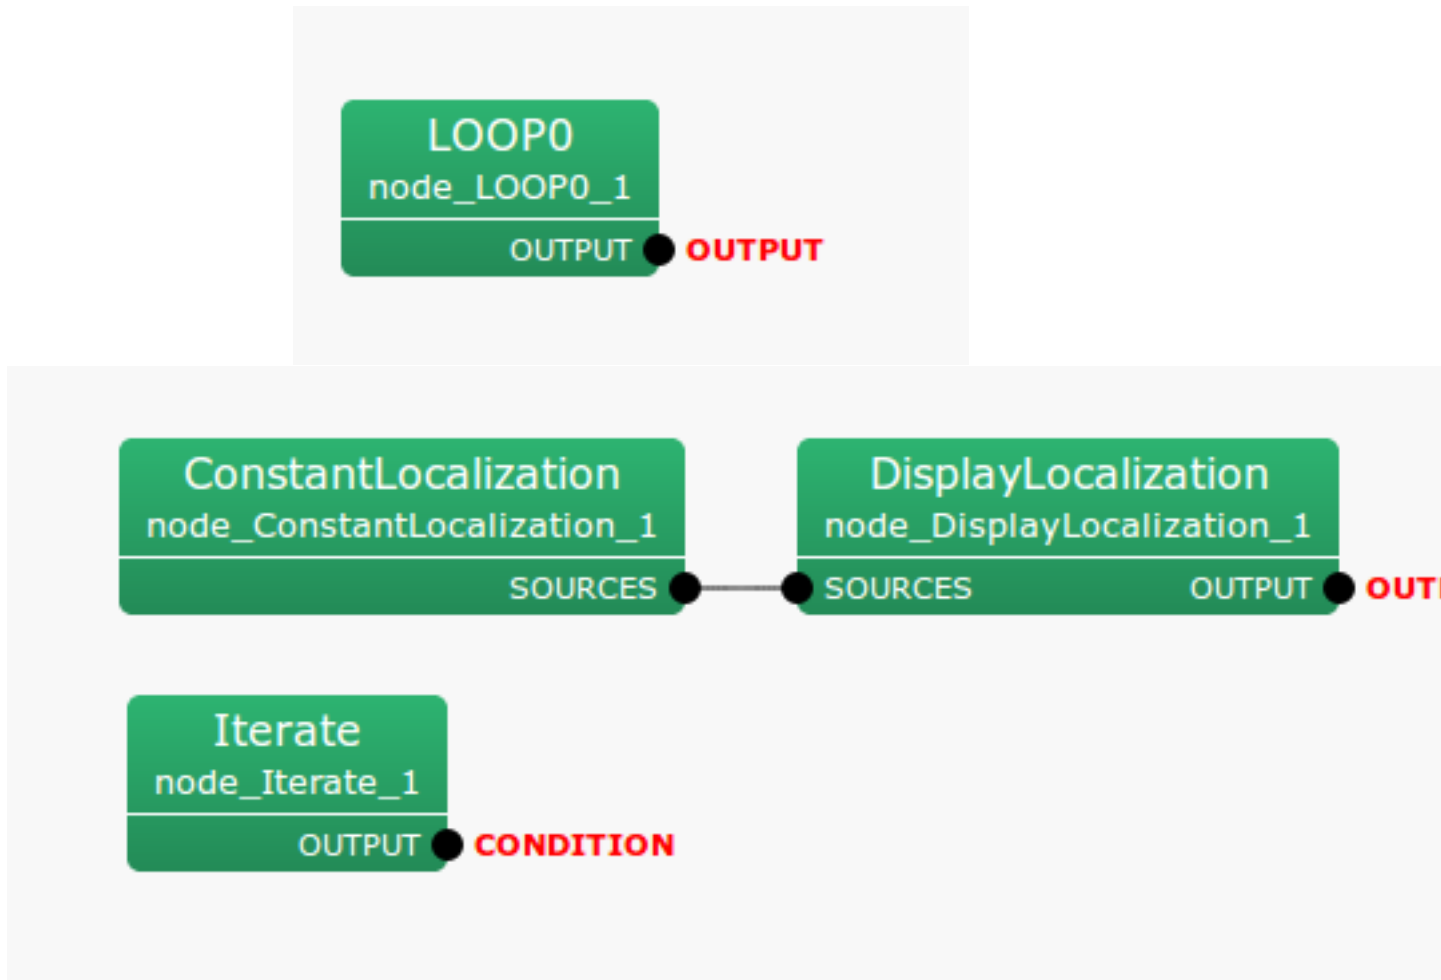 LOOP0
node_LOOP0_1
OUTPUT OUTPUT
ConstantLocalization
node_ConstantLocalization_1
SOURCES
DisplayLocalization
node_DisplayLocalization_1
SOURCES OUTPUT
Iterate
node_Iterate_1
OUTPUT CONDITION